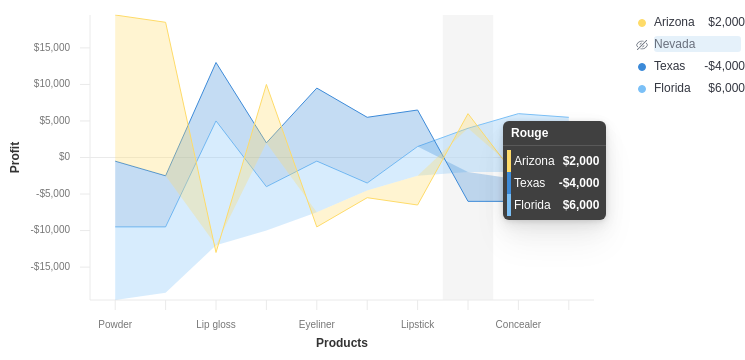 Profit
$15,000
$10,000
$5,000
$0
-$5,000
-$10,000
-$15,000
Powder Lip gloss Eyeliner Lipstick Concealer
Products
Rouge
Arizona $2,000
Texas -$4,000
Florida $6,000
Arizona $2,000
Nevada
Texas -$4,000
Florida $6,000